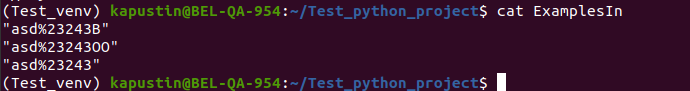 (Test_venv) kapustin@BEL-QA-954:~/Test_python_project$ cat ExamplesIn
"asd%23243B"
"asd%23243OO"
"asd%23243"
(Test_venv) kapustin@BEL-QA-954:~/Test_python_project$